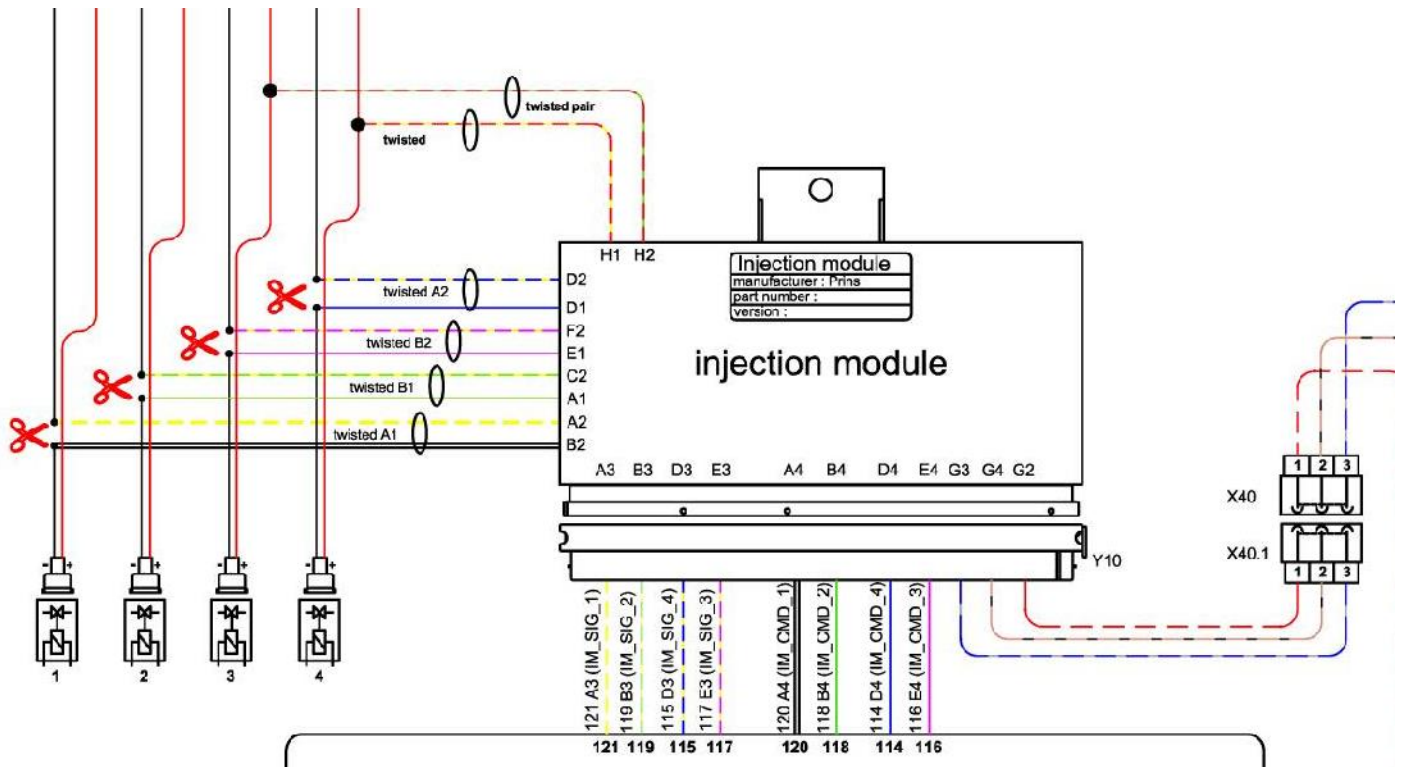 twisted pair
twisted
H1 H2
Injection module
manufacturer : Prins
part number :
version :
D2
twisted A2
D1
F2
twisted B2
E1
injection module
C2
twisted B1
A1
A2
twisted A1
B2
A3 B3 D3 E3 A4 B4 D4 E4 G3 G4 G2
1 2 3
X40
X40.1
1 2 3
Y10
- + - + - + - +
1 2 3 4
121 A3 (IM_SIG_1)
119 B3 (IM_SIG_2)
115 D3 (IM_SIG_4)
117 E3 (IM_SIG_3)
120 A4 (IM_CMD_1)
118 B4 (IM_CMD_2)
114 D4 (IM_CMD_4)
116 E4 (IM_CMD_3)
121 119 115 117 120 118 114 116